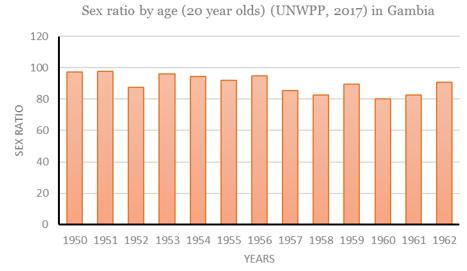 Sex ratio by age (20 year olds) (UNWPP, 2017) in Gambia
120
100
80
60
40
20
0
SEX RATIO
1950 1951 1952 1953 1954 1955 1956 1957 1958 1959 1960 1961 1962
YEARS